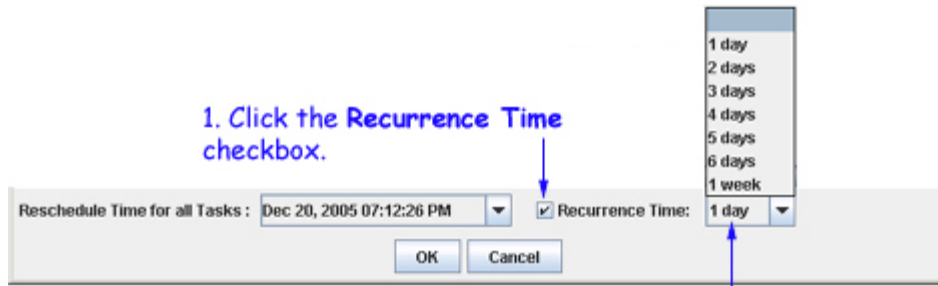 1 day
2 days
3 days
4 days
5 days
6 days
1 week
1. Click the Recurrence Time
checkbox.
Reschedule Time for all Tasks : Dec 20, 2005 07:12:26 PM Recurrence Time: 1 day
OK Cancel